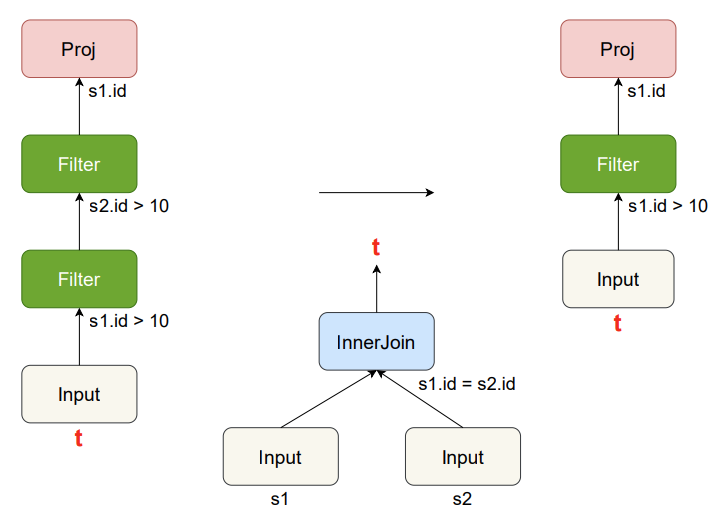 Proj
s1.id
Filter
s2.id > 10
Filter
s1.id > 10
Input
t
t
InnerJoin
s1.id = s2.id
Input
s1
Input
s2
Proj
s1.id
Filter
s1.id > 10
Input
t